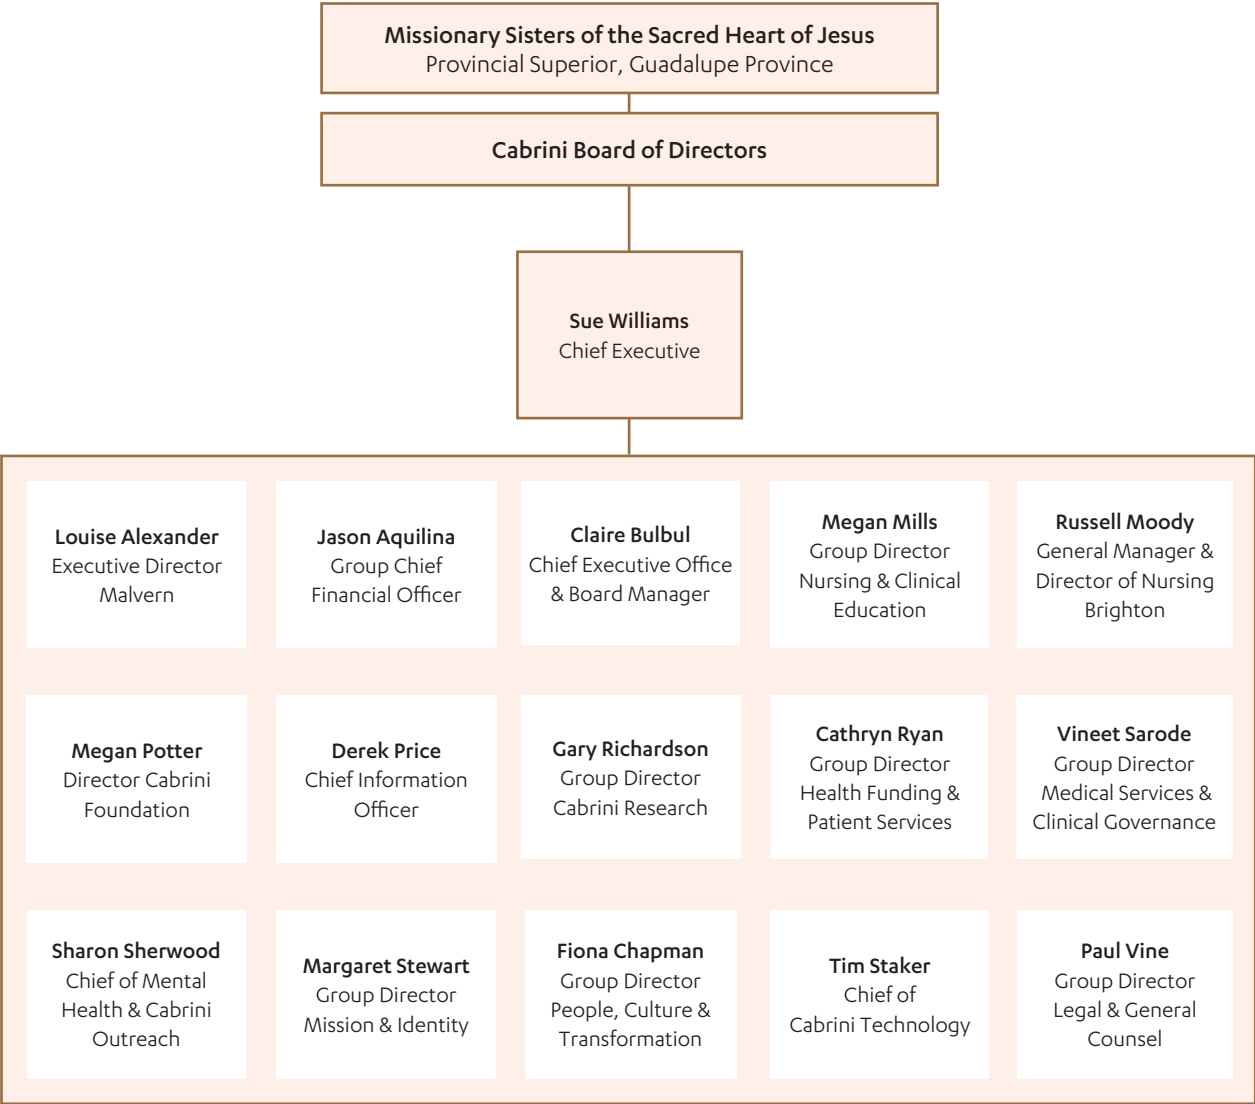 Missionary Sisters of the Sacred Heart of Jesus
Provincial Superior, Guadalupe Province
Cabrini Board of Directors
Sue Williams
Chief Executive
Louise Alexander
Executive Director
Malvern
Jason Aquilina
Group Chief
Financial Officer
Claire Bulbul
Chief Executive Office
& Board Manager
Megan Mills
Group Director
Nursing & Clinical
Education
Russell Moody
General Manager &
Director of Nursing
Brighton
Megan Potter
Director Cabrini
Foundation
Derek Price
Chief Information
Officer
Gary Richardson
Group Director
Cabrini Research
Cathryn Ryan
Group Director
Health Funding &
Patient Services
Vineet Sarode
Group Director
Medical Services &
Clinical Governance
Sharon Sherwood
Chief of Mental
Health & Cabrini
Outreach
Margaret Stewart
Group Director
Mission & Identity
Fiona Chapman
Group Director
People, Culture &
Transformation
Tim Staker
Chief of
Cabrini Technology
Paul Vine
Group Director
Legal & General
Counsel